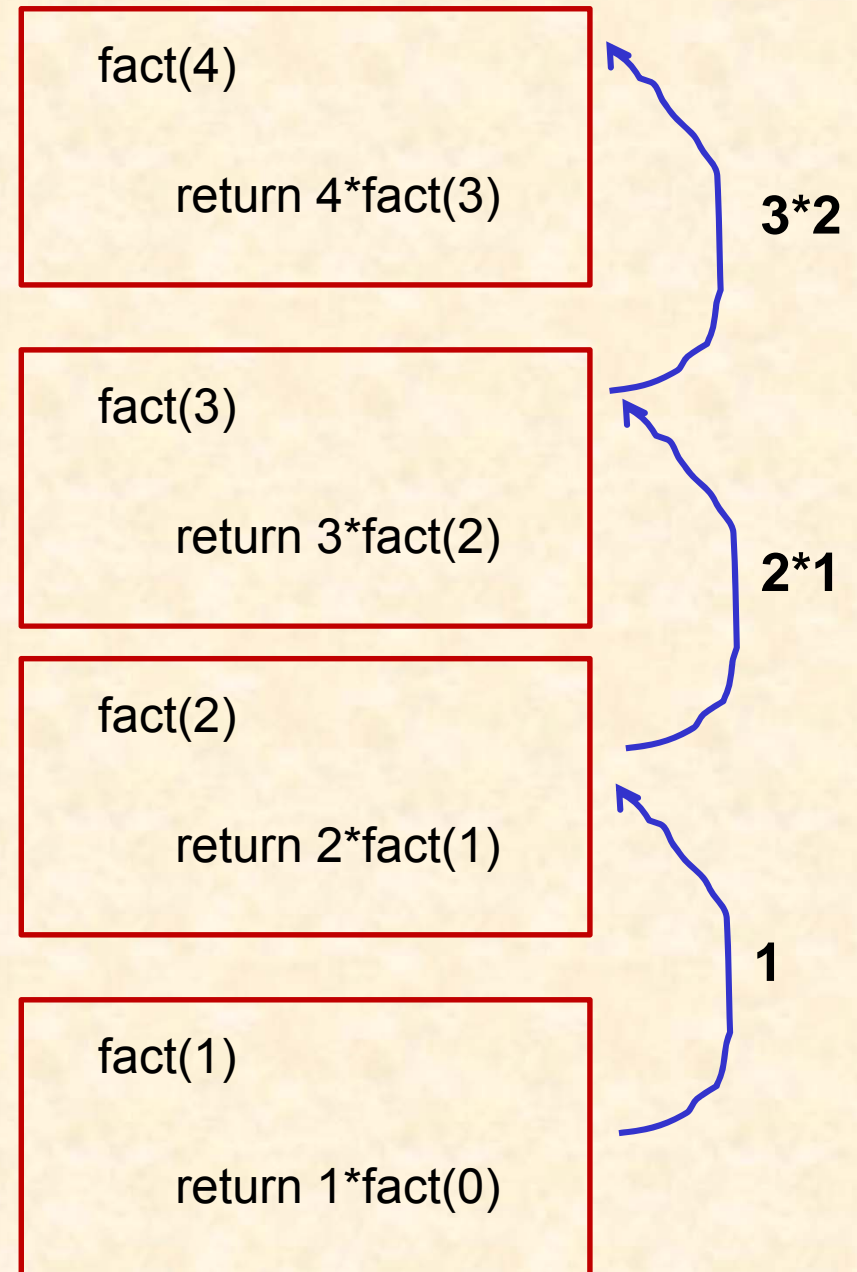 fact(4)
return 4*fact(3)
3*2
fact(3)
return 3*fact(2)
2*1
fact(2)
return 2*fact(1)
1
fact(1)
return 1*fact(0)